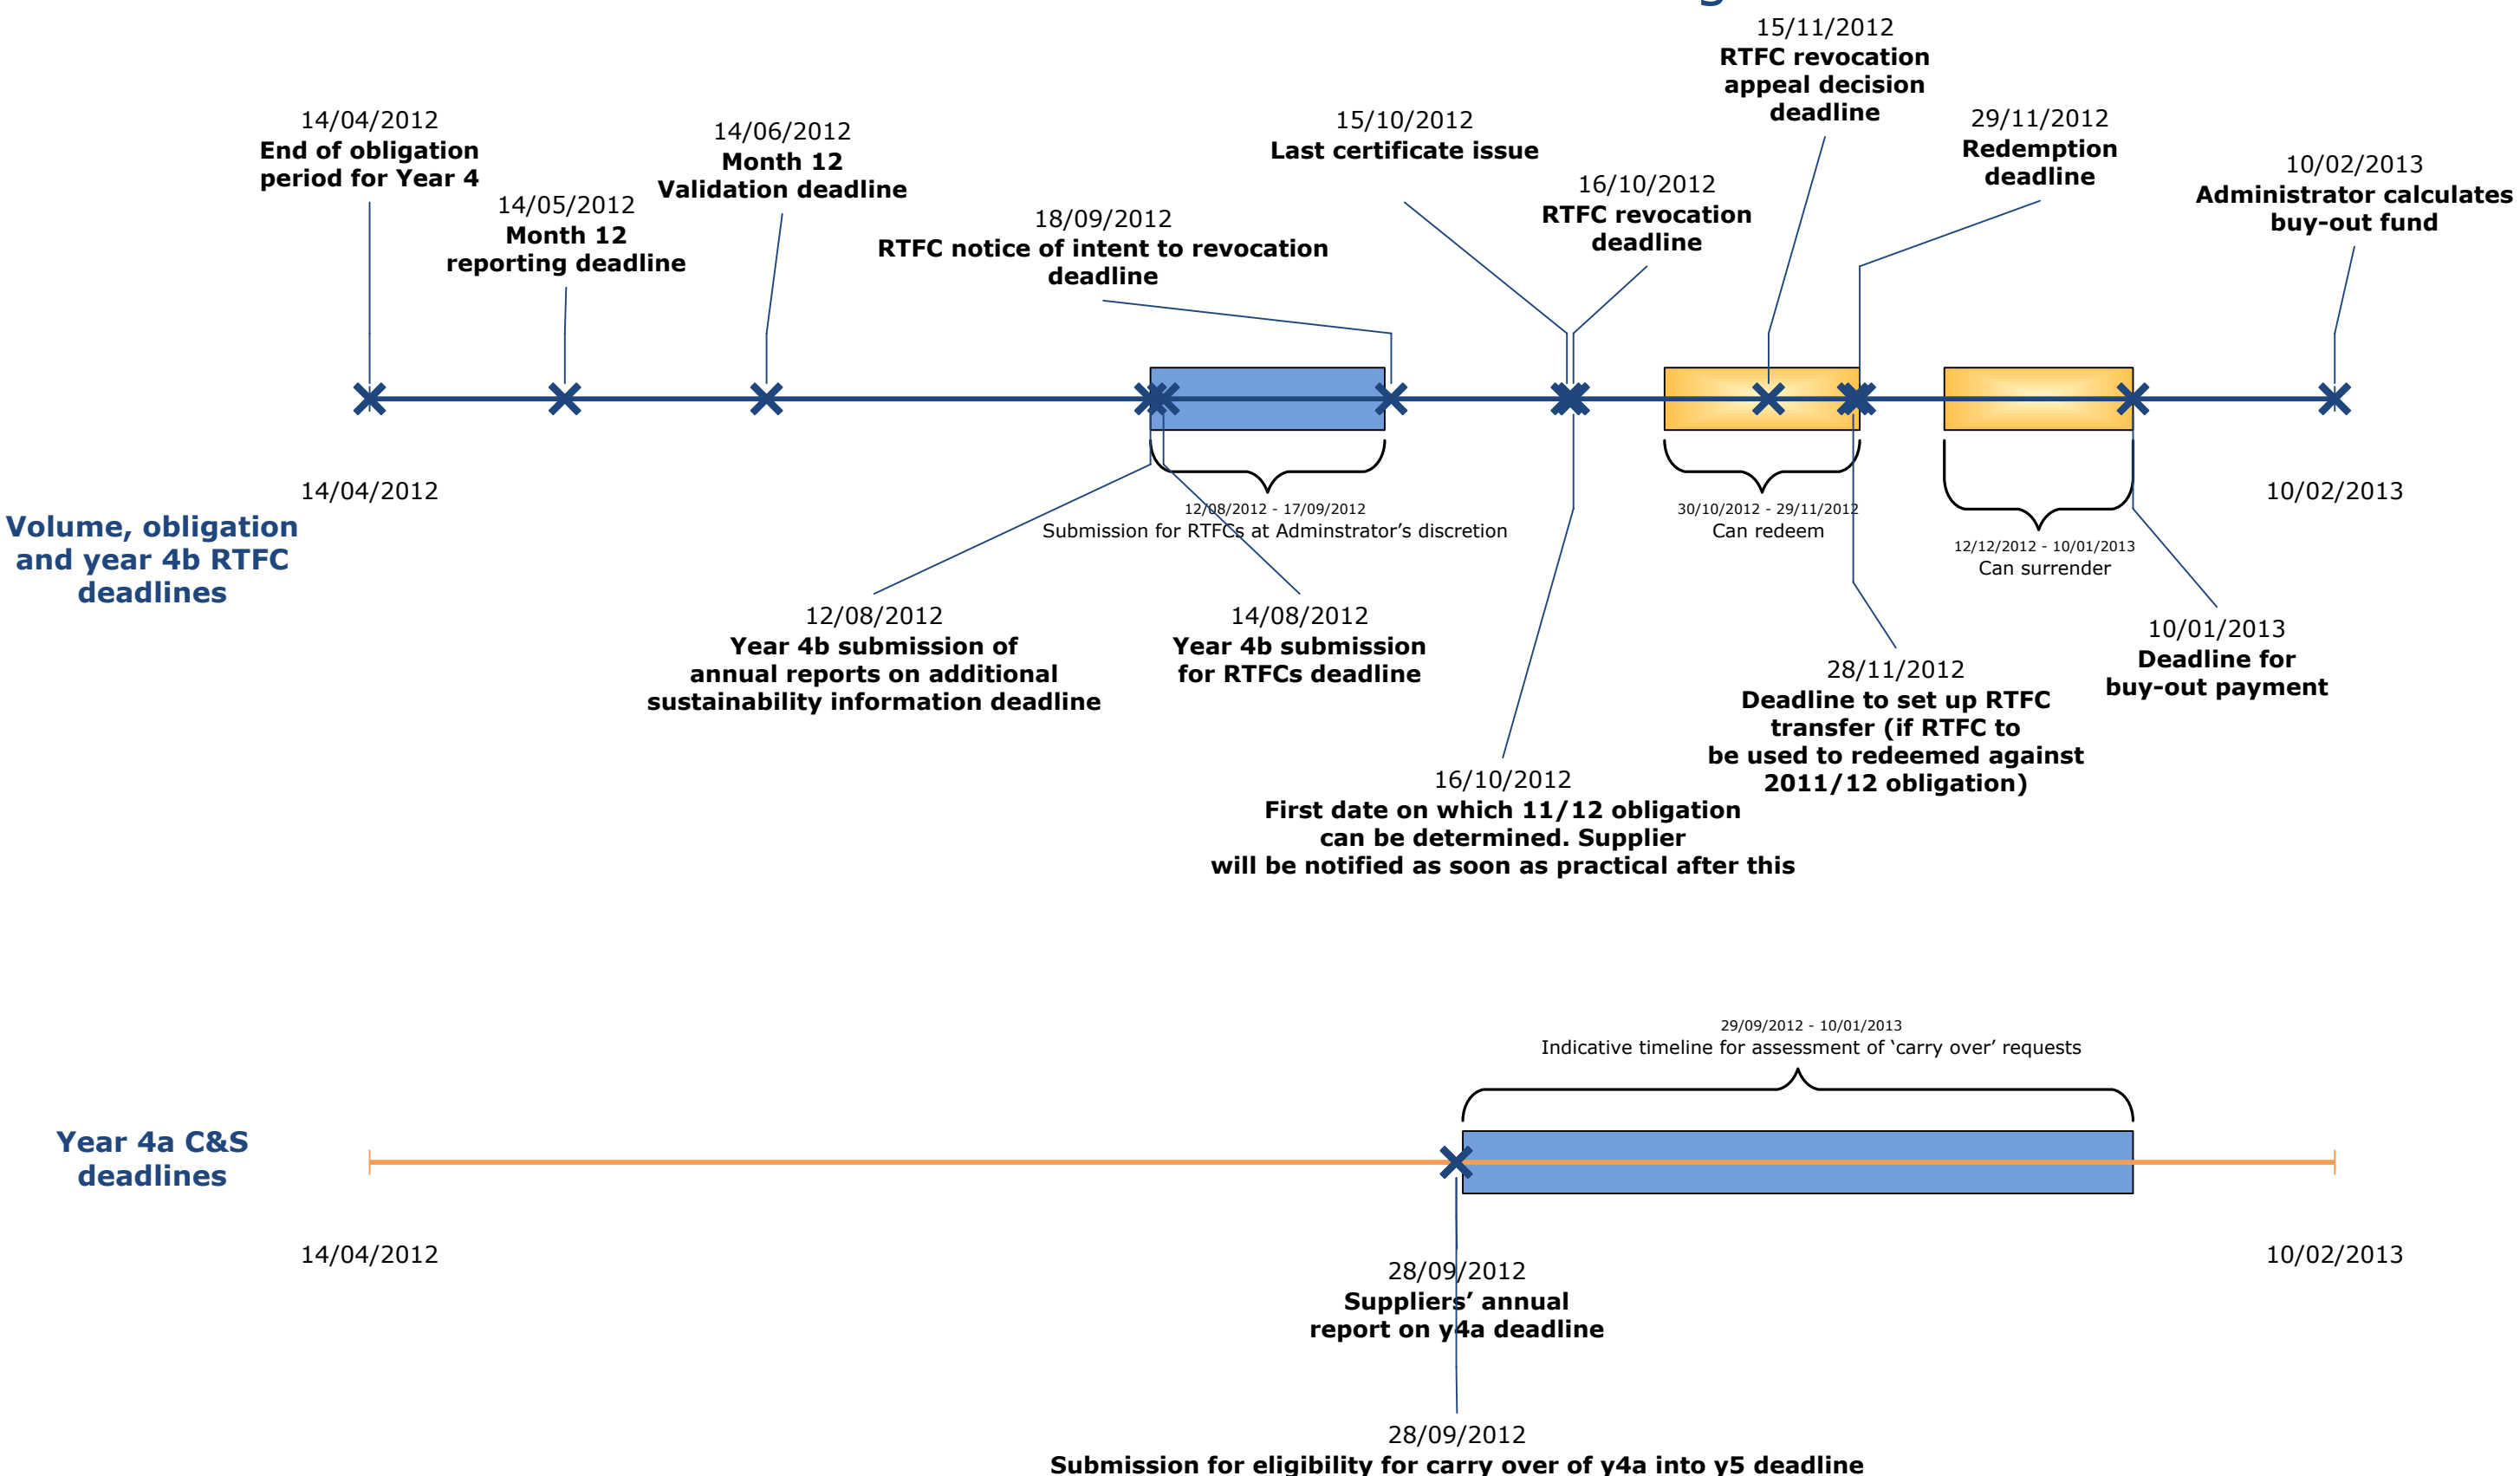 15/11/2012
RTFC revocation
appeal decision
deadline
14/04/2012
End of obligation
period for Year 4
14/05/2012
Month 12
reporting deadline
14/06/2012
Month 12
Validation deadline
18/09/2012
RTFC notice of intent to revocation
deadline
15/10/2012
Last certificate issue
16/10/2012
RTFC revocation
deadline
29/11/2012
Redemption
deadline
10/02/2013
Administrator calculates
buy-out fund
14/04/2012
10/02/2013
Volume, obligation
and year 4b RTFC
deadlines
12/08/2012 - 17/09/2012
Submission for RTFCs at Adminstrator’s discretion
30/10/2012 - 29/11/2012
Can redeem
12/12/2012 - 10/01/2013
Can surrender
12/08/2012
Year 4b submission of
annual reports on additional
sustainability information deadline
14/08/2012
Year 4b submission
for RTFCs deadline
16/10/2012
First date on which 11/12 obligation
can be determined. Supplier
will be notified as soon as practical after this
28/11/2012
Deadline to set up RTFC
transfer (if RTFC to
be used to redeemed against
2011/12 obligation)
10/01/2013
Deadline for
buy-out payment
29/09/2012 - 10/01/2013
Indicative timeline for assessment of ‘carry over’ requests
Year 4a C&S
deadlines
14/04/2012
10/02/2013
28/09/2012
Suppliers’ annual
report on y4a deadline
28/09/2012
Submission for eligibility for carry over of y4a into y5 deadline